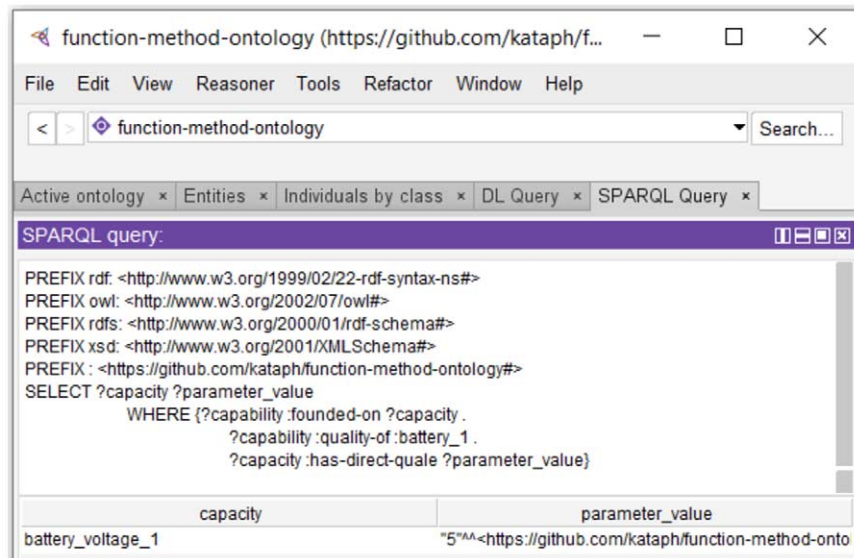 function-method-ontology (https://github.com/kataph/f...
File Edit View Reasoner Tools Refactor Window Help
< > function-method-ontology Search...
Active ontology × Entities × Individuals by class × DL Query × SPARQL Query ×
SPARQL query:
PREFIX rdf: <http://www.w3.org/1999/02/22-rdf-syntax-ns#>
PREFIX owl: <http://www.w3.org/2002/07/owl#>
PREFIX rdfs: <http://www.w3.org/2000/01/rdf-schema#>
PREFIX xsd: <http://www.w3.org/2001/XMLSchema#>
PREFIX : <https://github.com/kataph/function-method-ontology#>
SELECT ?capacity ?parameter_value
WHERE {?capability :founded-on ?capacity .
?capability :quality-of :battery_1 .
?capacity :has-direct-quale ?parameter_value}
capacity parameter_value
battery_voltage_1 "5"^^<https://github.com/kataph/function-method-onto